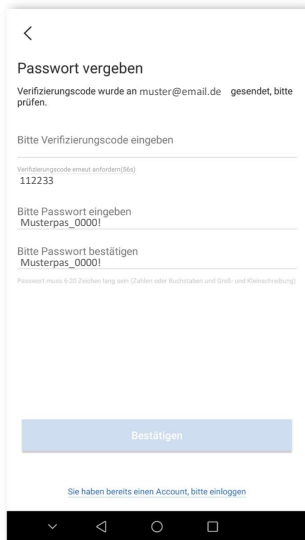 Passwort vergeben
Verifizierungscode wurde an muster@email.de gesendet, bitte
prüfen.
Bitte Verifizierungscode eingeben
Verifizierungscode erneut anfordern(56s)
112233
Bitte Passwort eingeben
Musterpas_0000!
Bitte Passwort bestätigen
Musterpas_0000!
Passwort muss 6-20 Zeichen lang sein (Zahlen oder Buchstaben und Groß- und Kleinschreibung)
Bestätigen
Sie haben bereits einen Account, bitte einloggen